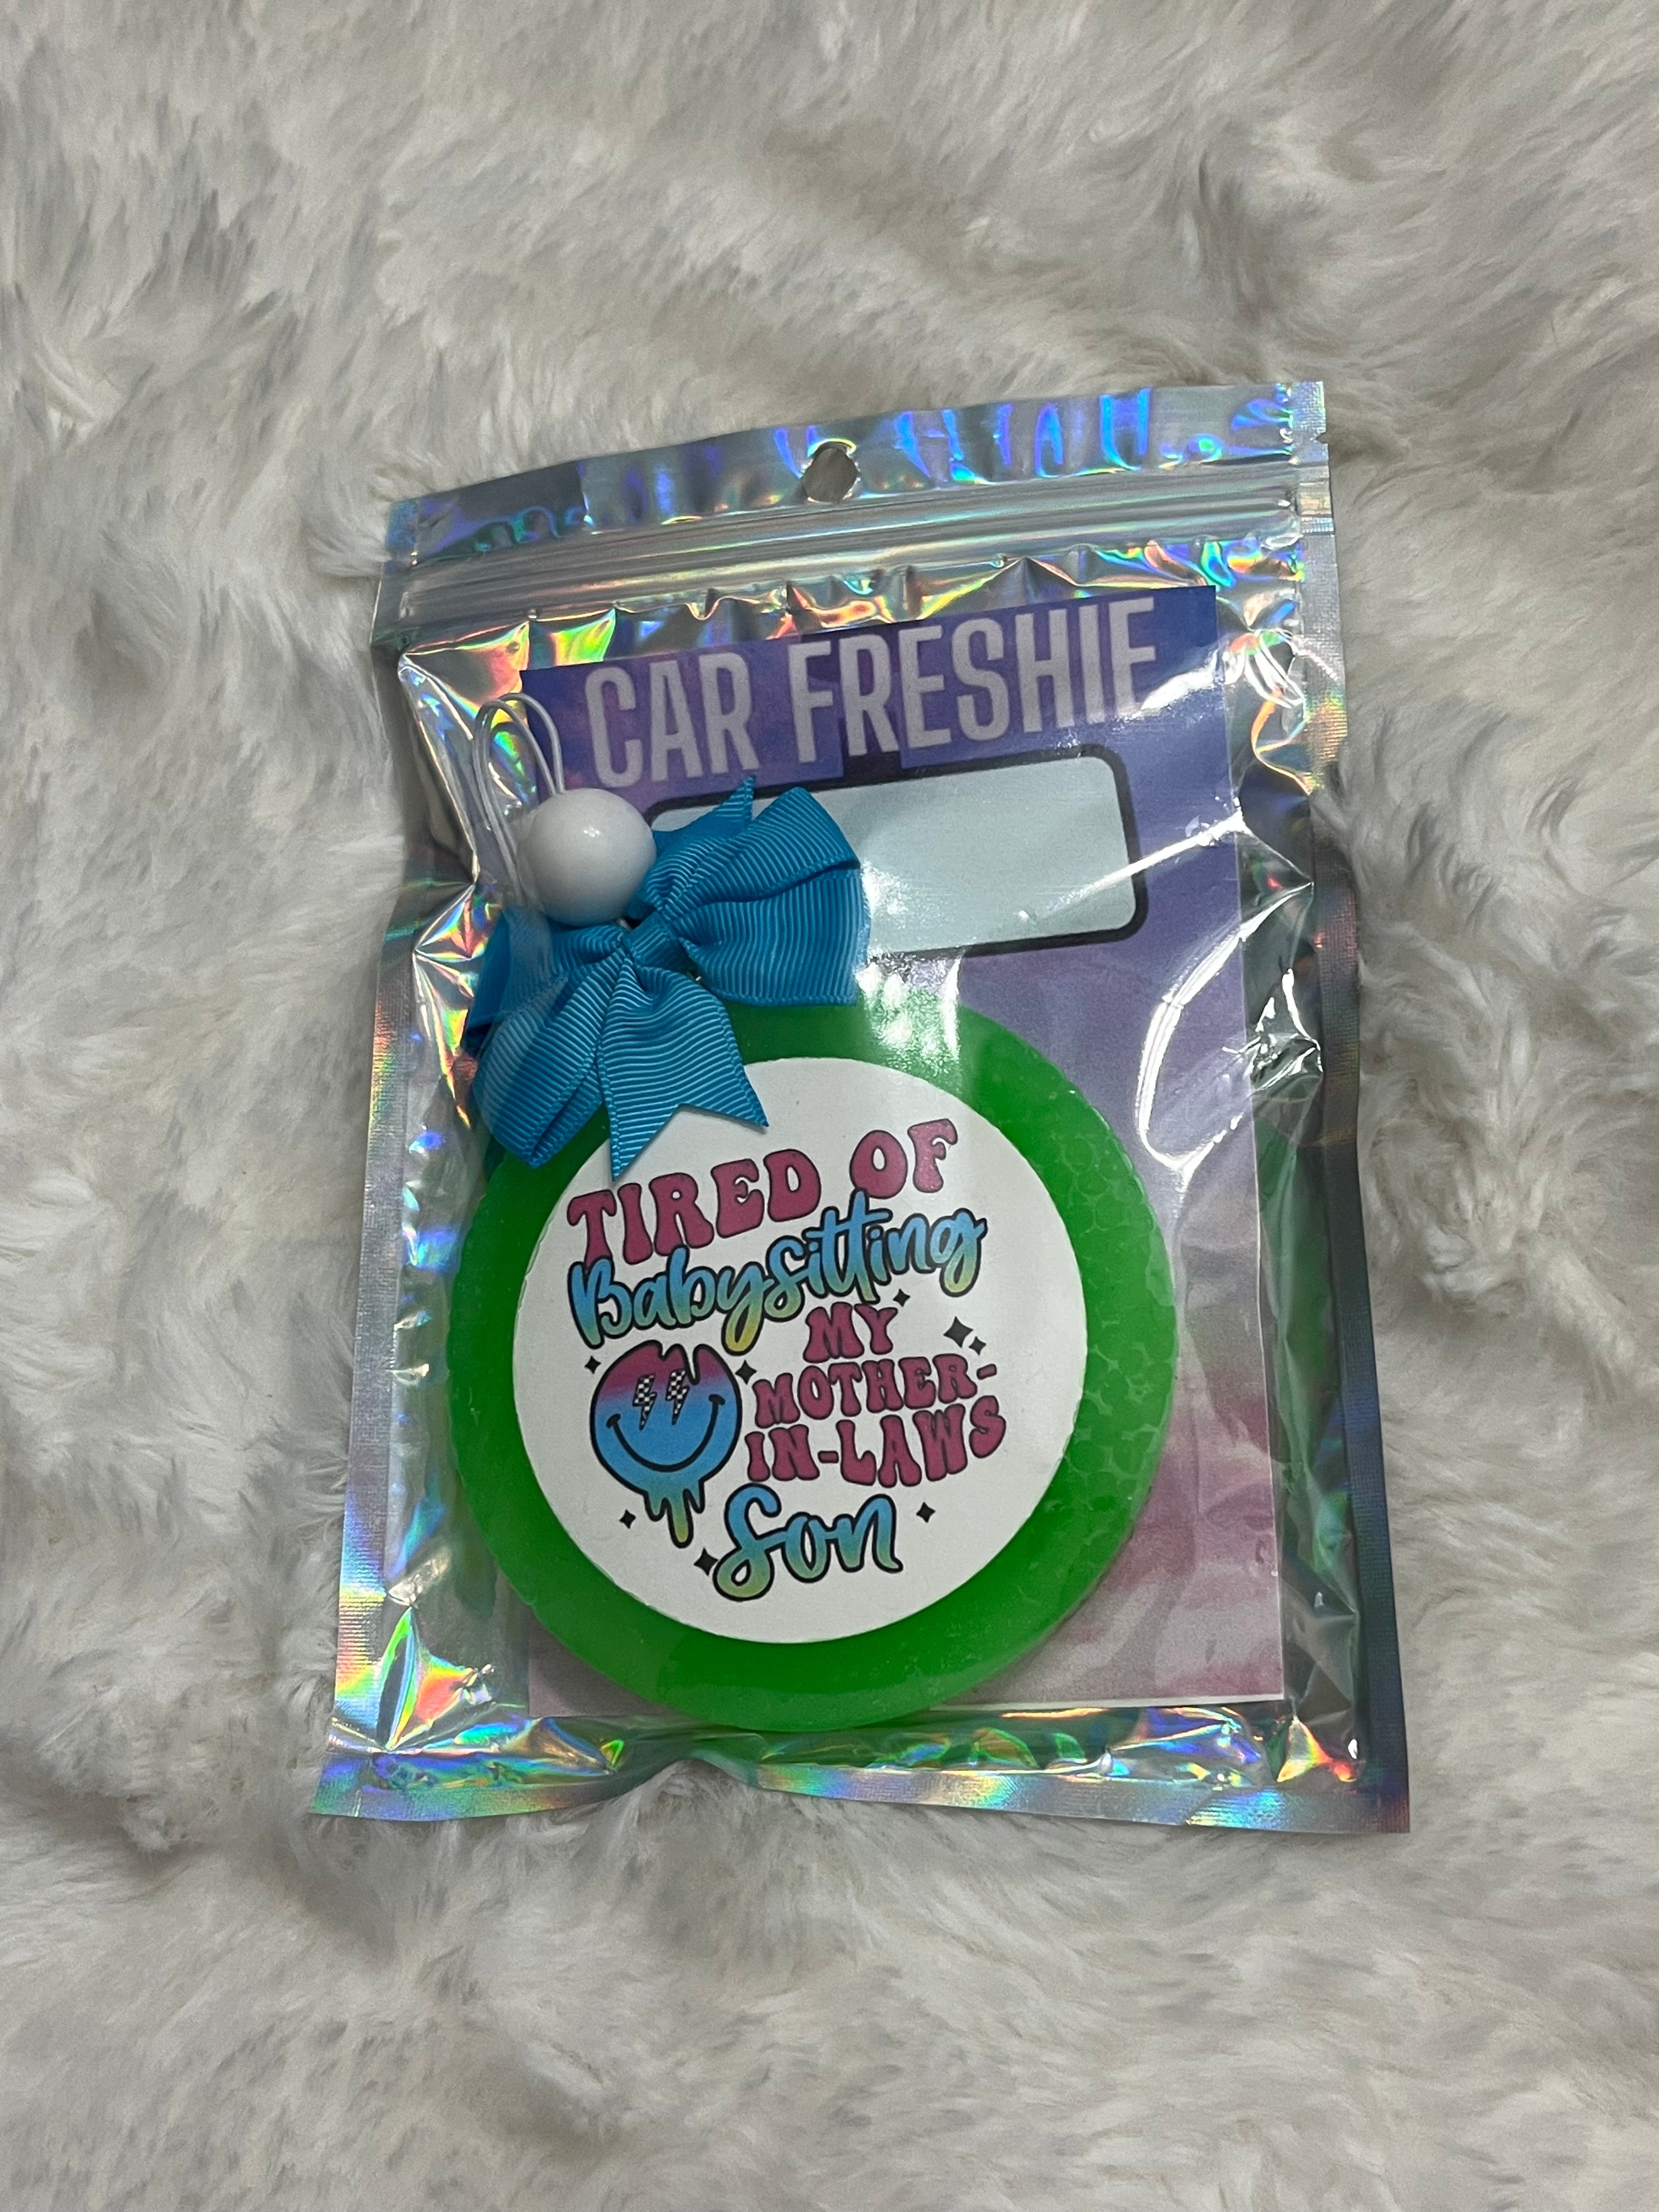 CAR FRESHIE
TIRED OF
Babysitting
MY
MOTHER-
IN-LAWS
Son